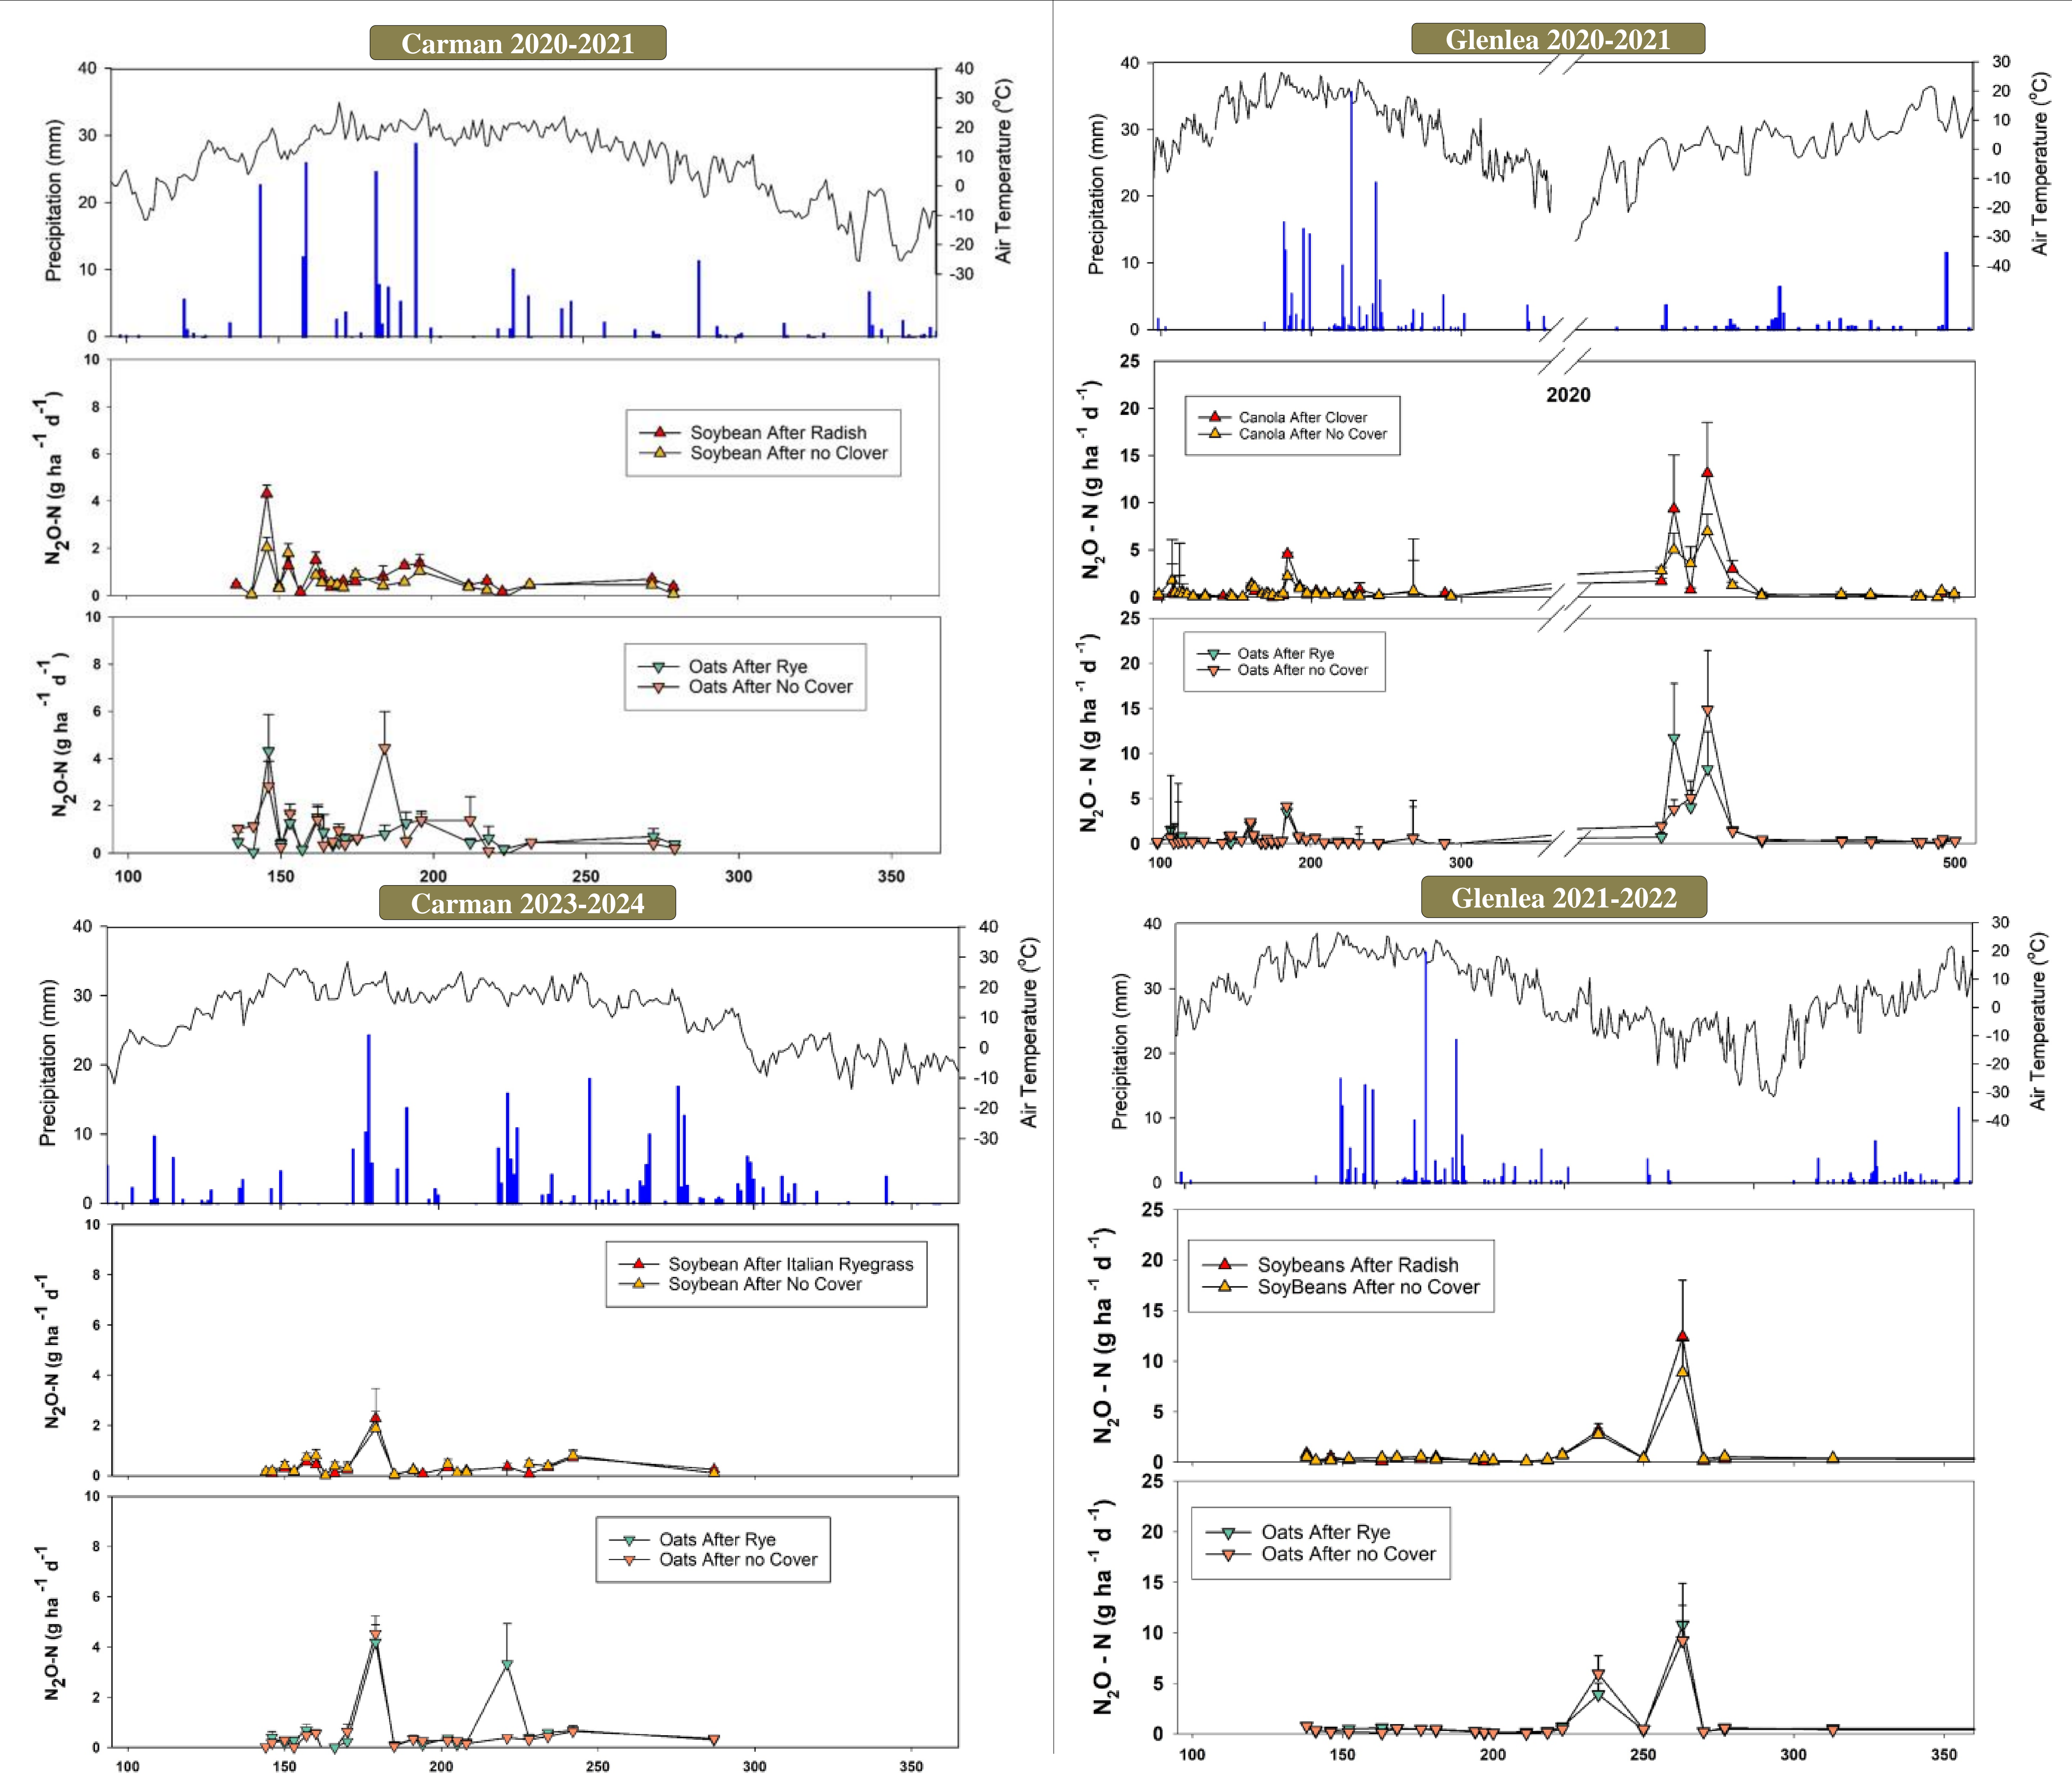 Carman 2020-2021
40
30
20
10
0
Precipitation (mm)
40
30
20
10
0
-10
-20
-30
Air Temperature (°C)
10
8
6
4
2
0
N2O-N (g ha -1 d-1)
Soybean After Radish
Soybean After no Clover
10
8
6
4
2
0
N2O-N (g ha -1 d-1)
Oats After Rye
Oats After No Cover
100 150 200 250 300 350
Glenlea 2020-2021
40
30
20
10
0
Precipitation (mm)
30
20
10
0
-10
-20
-30
-40
Air Temperature (°C)
25
20
15
10
5
0
N2O - N (g ha -1 d -1)
2020
Canola After Clover
Canola After No Cover
25
20
15
10
5
0
N2O - N (g ha -1 d -1)
Oats After Rye
Oats After no Cover
100 200 300 500
Carman 2023-2024
40
30
20
10
0
Precipitation (mm)
40
30
20
10
0
-10
-20
-30
Air Temperature (°C)
10
8
6
4
2
0
N2O-N (g ha -1 d-1
Soybean After Italian Ryegrass
Soybean After No Cover
10
8
6
4
2
0
N2O-N (g ha -1 d-1
Oats After Rye
Oats After no Cover
100 150 200 250 300 350
Glenlea 2021-2022
40
30
20
10
0
Precipitation (mm)
30
20
10
0
-10
-20
-30
-40
Air Temperature (°C)
25
20
15
10
5
0
N2O - N (g ha -1 d -1)
Soybeans After Radish
SoyBeans After no Cover
25
20
15
10
5
0
N2O - N (g ha -1 d -1)
Oats After Rye
Oats After no Cover
100 150 200 250 300 350